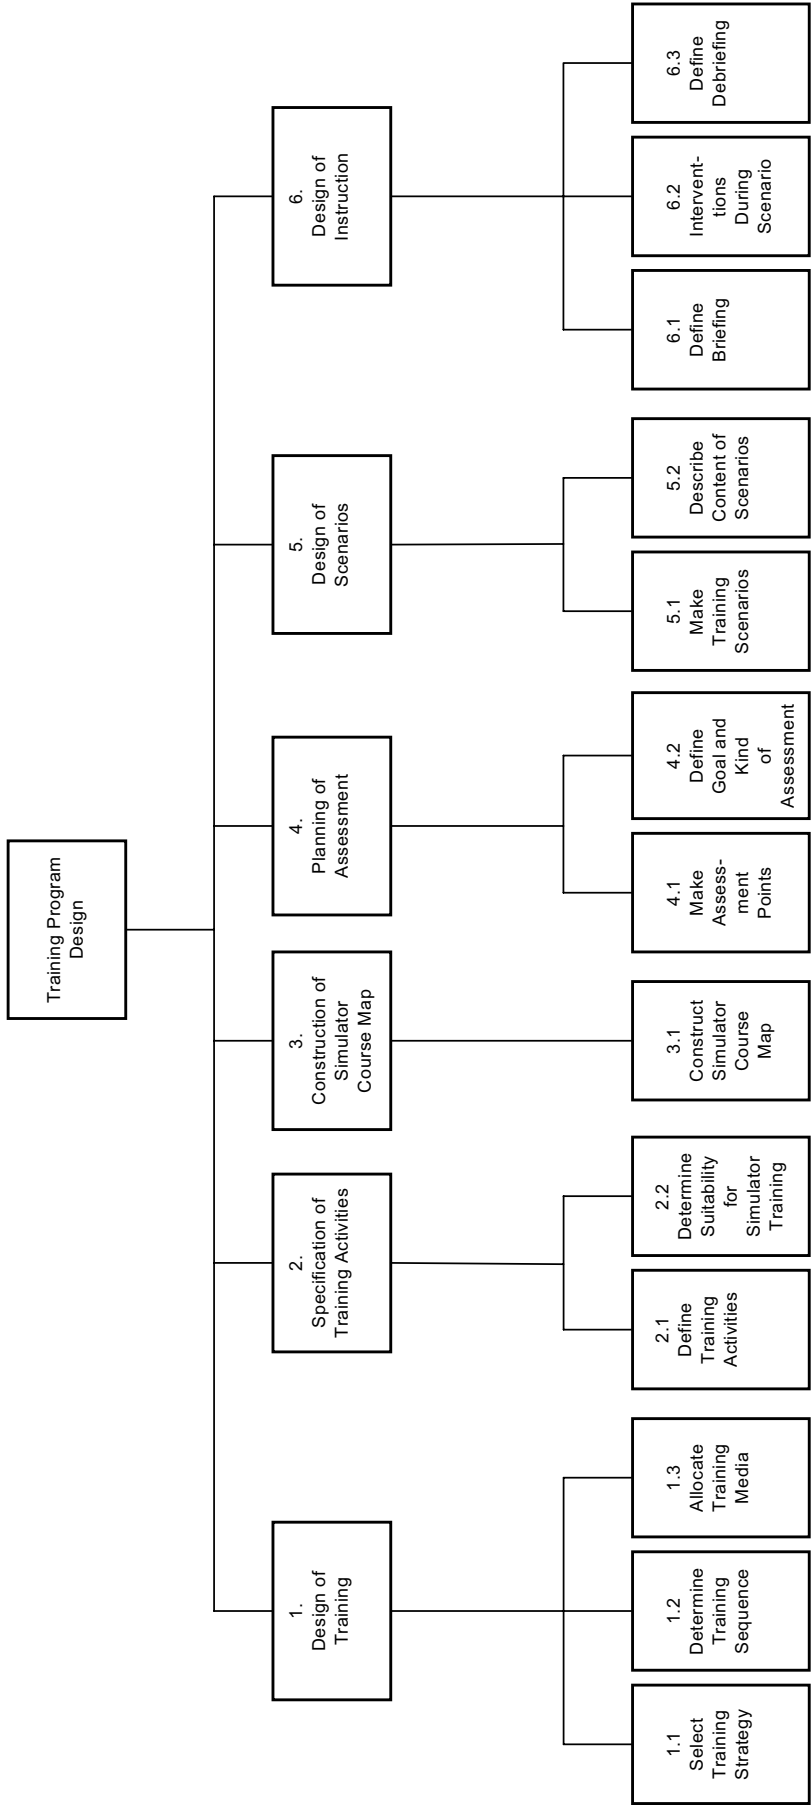 Training Program
Design
1.
Design of
Training
2.
Specification of
Training Activities
3.
Construction of
Simulator
Course Map
4.
Planning of
Assessment
5.
Design of
Scenarios
6.
Design of
Instruction
1.1
Select
Training
Strategy
1.2
Determine
Training
Sequence
1.3
Allocate
Training
Media
2.1
Define
Training
Activities
2.2
Determine
Suitability
for
Simulator
Training
3.1
Construct
Simulator
Course
Map
4.1
Make
Assess-
ment
Points
4.2
Define
Goal and
Kind
of
Assessment
5.1
Make
Training
Scenarios
5.2
Describe
Content of
Scenarios
6.1
Define
Briefing
6.2
Intervent-
tions
During
Scenario
6.3
Define
Debriefing